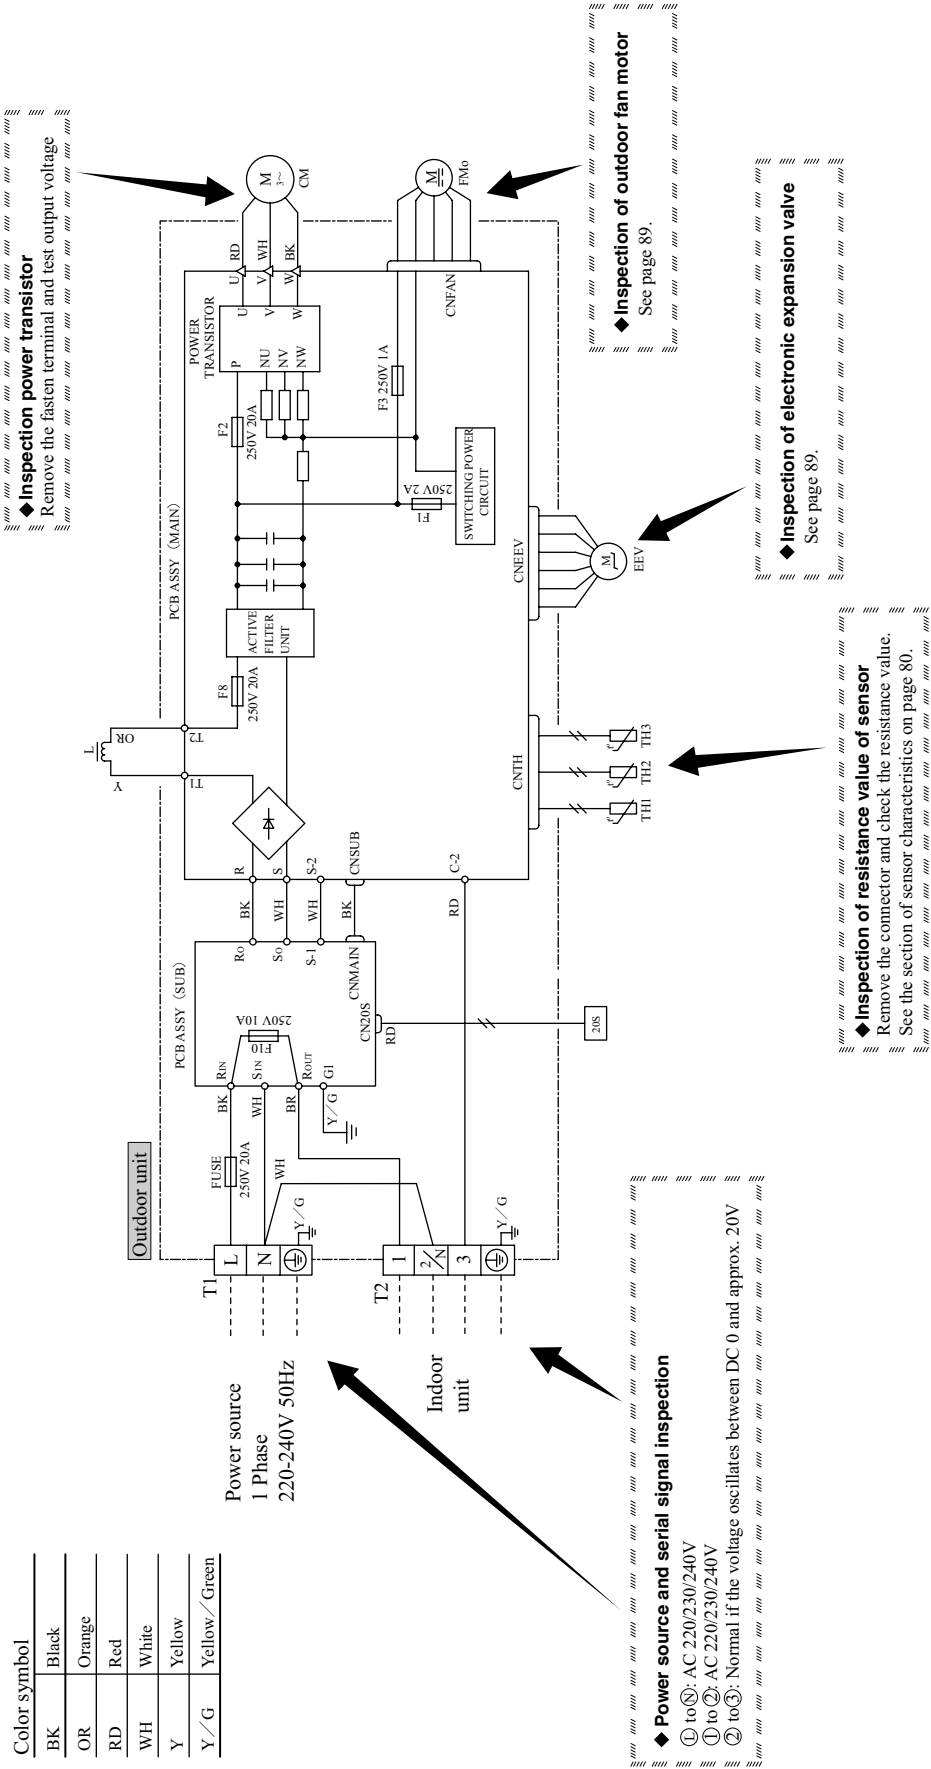 Color symbol
BK Black
OR Orange
RD Red
WH White
Y Yellow
Y／G Yellow／Green
Outdoor unit
Power source
1 Phase
220-240V 50Hz
Indoor
unit
T1
L
N
Y／G
T2
1
2／N
3
Y／G
FUSE
250V 20A
WH
BK
WH
BR
Y／G
PCB ASSY (SUB)
RIN
SIN
ROUT
G1
F10
250V 10A
Ro
So
S-1
CNMAIN
CN20S
RD
20S
BK
WH
WH
BK
RD
PCB ASSY (MAIN)
R
S
S-2
CNSUB
C-2
L
Y
OR
T1
T2
F8
250V 20A
ACTIVE
FILTER
UNIT
F2
250V 20A
POWER
TRANSISTOR
P
NU
NV
NW
U
V
W
U RD
V WH
W BK
M
3~
CM
F1
250V 2A
SWITCHING POWER
CIRCUIT
F3 250V 1A
CNFAN
M
FMo
CNTH
TH1
TH2
TH3
t°
t°
t°
CNEEV
M
EEV
◆Inspection power transistor
Remove the fasten terminal and test output voltage
◆Inspection of outdoor fan motor
See page 89.
◆Inspection of electronic expansion valve
See page 89.
◆Inspection of resistance value of sensor
Remove the connector and check the resistance value.
See the section of sensor characteristics on page 80.
◆Power source and serial signal inspection
Ⓛ to Ⓝ: AC 220/230/240V
① to ②: AC 220/230/240V
② to ③: Normal if the voltage oscillates between DC 0 and approx. 20V